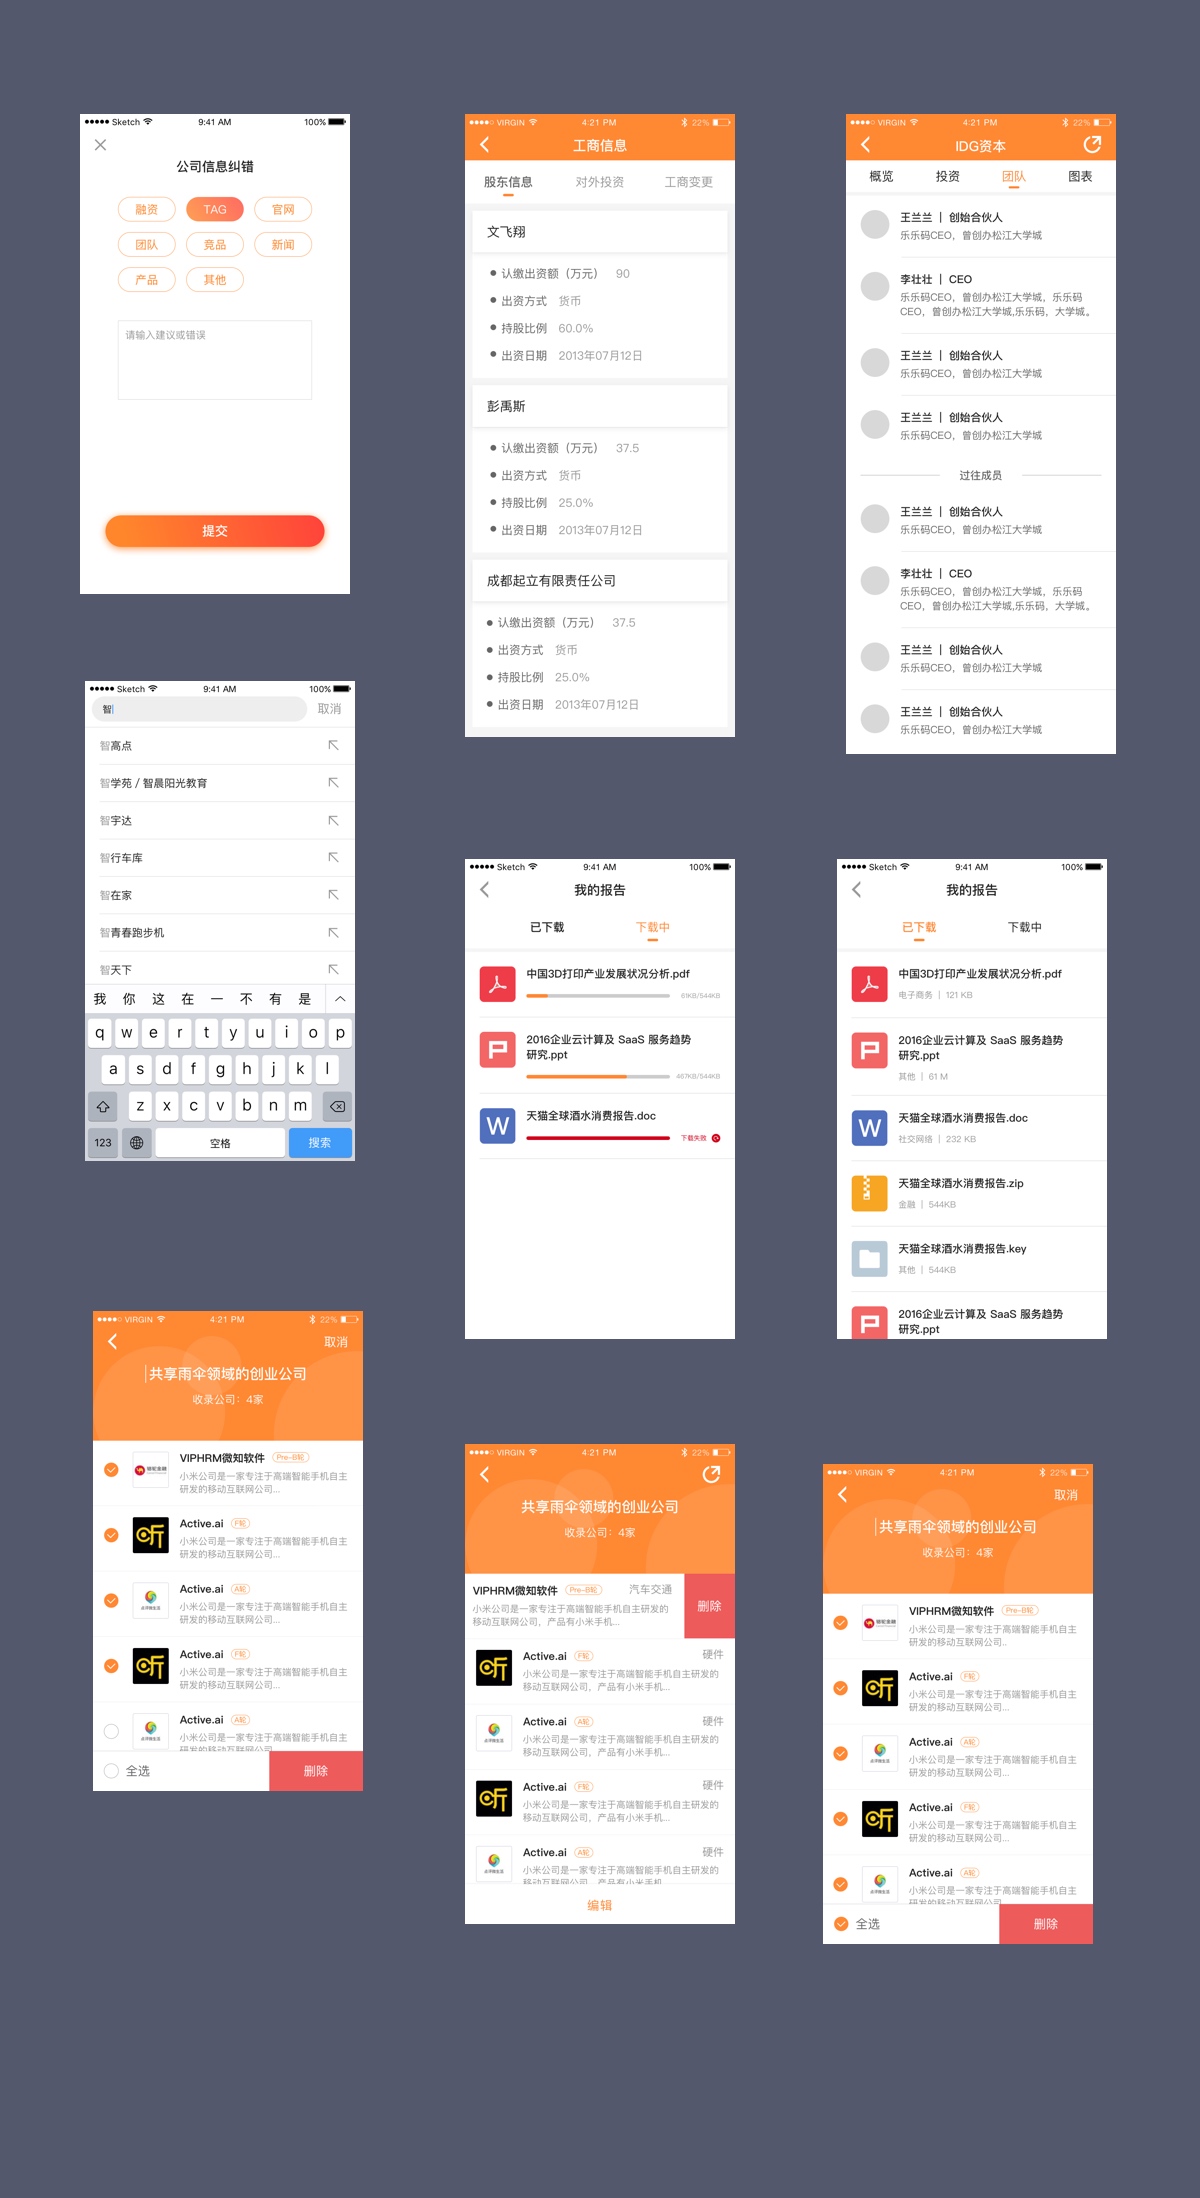 Sketch 9:41 AM 100%
公司信息纠错
融资 TAG 官网
团队 竞品 新闻
产品 其他
请输入建议或错误
提交
VIRGIN 4:21 PM 22%
工商信息
股东信息 对外投资 工商变更
文飞翔
认缴出资额（万元） 90
出资方式 货币
持股比例 60.0%
出资日期 2013年07月12日
彭禹斯
认缴出资额（万元） 37.5
出资方式 货币
持股比例 25.0%
出资日期 2013年07月12日
成都起立有限责任公司
认缴出资额（万元） 37.5
出资方式 货币
持股比例 25.0%
出资日期 2013年07月12日
VIRGIN 4:21 PM 22%
IDG资本
概览 投资 团队 图表
王兰兰 | 创始合伙人
乐乐码CEO，曾创办松江大学城
李壮壮 | CEO
乐乐码CEO，曾创办松江大学城，乐乐码
CEO，曾创办松江大学城,乐乐码，大学城。
王兰兰 | 创始合伙人
乐乐码CEO，曾创办松江大学城
王兰兰 | 创始合伙人
乐乐码CEO，曾创办松江大学城
过往成员
王兰兰 | 创始合伙人
乐乐码CEO，曾创办松江大学城
李壮壮 | CEO
乐乐码CEO，曾创办松江大学城，乐乐码
CEO，曾创办松江大学城,乐乐码，大学城。
王兰兰 | 创始合伙人
乐乐码CEO，曾创办松江大学城
王兰兰 | 创始合伙人
乐乐码CEO，曾创办松江大学城
Sketch 9:41 AM 100%
智 取消
智高点
智学苑 / 智晨阳光教育
智宇达
智行车库
智在家
智青春跑步机
智天下
我 你 这 在 一 不 有 是
q w e r t y u i o p
a s d f g h j k l
z x c v b n m
123 空格 搜索
Sketch 9:41 AM 100%
我的报告
已下载 下载中
中国3D打印产业发展状况分析.pdf
61KB/544KB
2016企业云计算及 SaaS 服务趋势
研究.ppt
467KB/544KB
W 天猫全球酒水消费报告.doc
下载失败
Sketch 9:41 AM 100%
我的报告
已下载 下载中
中国3D打印产业发展状况分析.pdf
电子商务 | 121 KB
2016企业云计算及 SaaS 服务趋势
研究.ppt
其他 | 61 M
W 天猫全球酒水消费报告.doc
社交网络 | 232 KB
天猫全球酒水消费报告.zip
金融 | 544KB
天猫全球酒水消费报告.key
其他 | 544KB
2016企业云计算及 SaaS 服务趋势
研究.ppt
VIRGIN 4:21 PM 22%
取消
共享雨伞领域的创业公司
收录公司：4家
VIPHRM微知软件 Pre-B轮
小米公司是一家专注于高端智能手机自主
研发的移动互联网公司...
Active.ai F轮
小米公司是一家专注于高端智能手机自主
研发的移动互联网公司...
Active.ai A轮
小米公司是一家专注于高端智能手机自主
研发的移动互联网公司...
Active.ai F轮
小米公司是一家专注于高端智能手机自主
研发的移动互联网公司...
Active.ai A轮
小米公司是一家专注于高端智能手机自主
研发的移动互联网公司
全选 删除
VIRGIN 4:21 PM 22%
共享雨伞领域的创业公司
收录公司：4家
VIPHRM微知软件 Pre-B轮 汽车交通
小米公司是一家专注于高端智能手机自主研发的
移动互联网公司，产品有小米手机...
删除
Active.ai F轮 硬件
小米公司是一家专注于高端智能手机自主研发的
移动互联网公司，产品有小米手机...
Active.ai A轮 硬件
小米公司是一家专注于高端智能手机自主研发的
移动互联网公司，产品有小米手机...
Active.ai F轮 硬件
小米公司是一家专注于高端智能手机自主研发的
移动互联网公司，产品有小米手机...
Active.ai A轮 硬件
小米公司是一家专注于高端智能手机自主研发的
移动互联网公司，产品有小米手机
编辑
VIRGIN 4:21 PM 22%
取消
共享雨伞领域的创业公司
收录公司：4家
VIPHRM微知软件 Pre-B轮
小米公司是一家专注于高端智能手机自主
研发的移动互联网公司..
Active.ai F轮
小米公司是一家专注于高端智能手机自主
研发的移动互联网公司...
Active.ai A轮
小米公司是一家专注于高端智能手机自主
研发的移动互联网公司...
Active.ai F轮
小米公司是一家专注于高端智能手机自主
研发的移动互联网公司...
Active.ai A轮
小米公司是一家专注于高端智能手机自主
研发的移动互联网公司
全选 删除